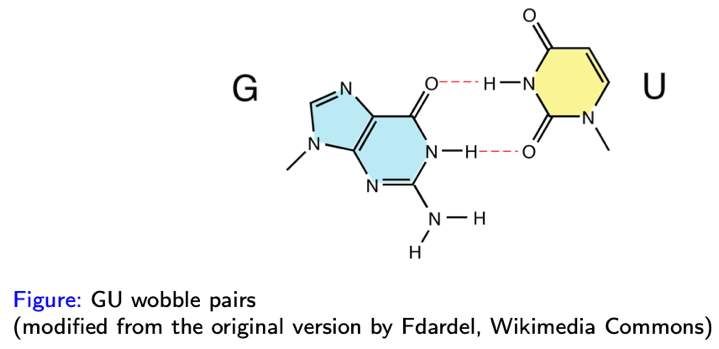 O
G
N
O
H
N
U
N
N
H
O
N
N
N
H
H
Figure: GU wobble pairs
(modified from the original version by Fdardel, Wikimedia Commons)